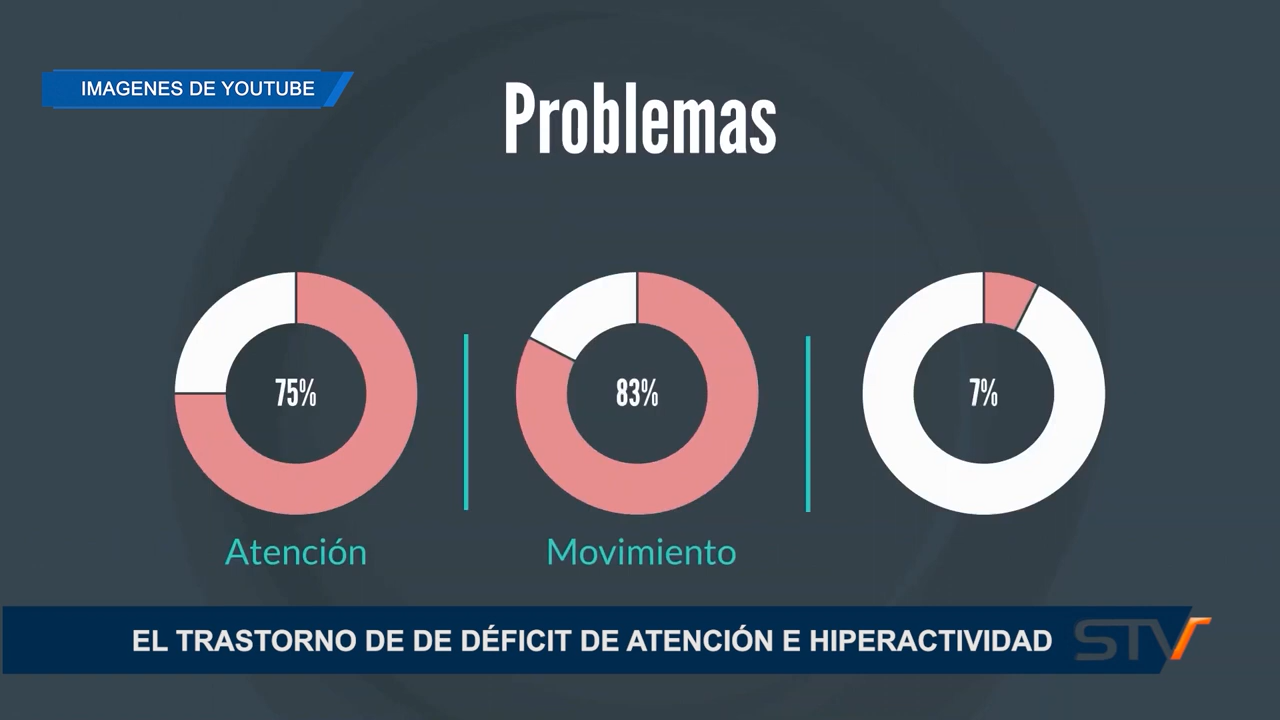 IMAGENES DE YOUTUBE
Problemas
75%
83%
7%
Atención
Movimiento
EL TRASTORNO DE DE DÉFICIT DE ATENCIÓN E HIPERACTIVIDAD
STV